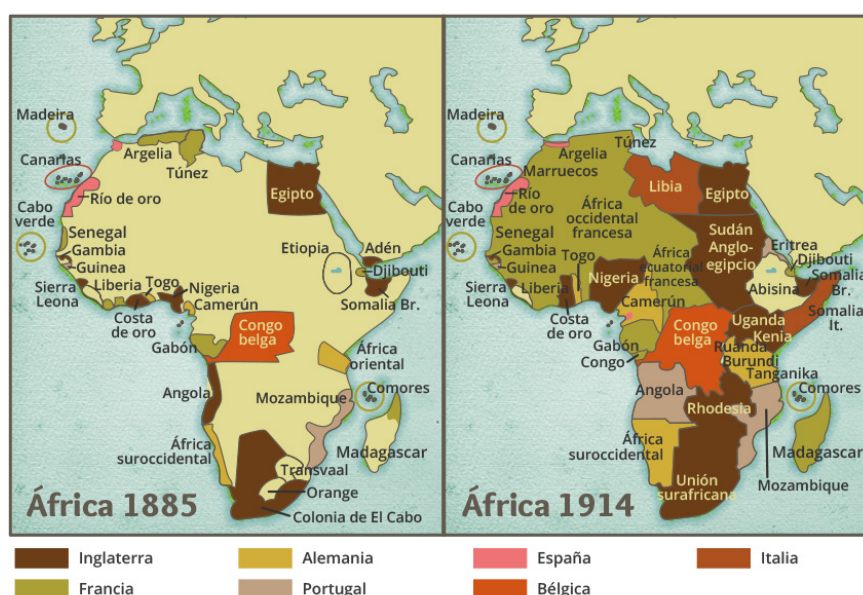 Madeira
Canarias
Argelia
Túnez
Río de oro
Egipto
Cabo
verde
Senegal
Gambia
Guinea
Etiopia
Adén
Djibouti
Sierra
Leona
Liberia
Togo
Nigeria
Camerún
Costa
de oro
Somalia Br.
Gabón
Congo
belga
África
oriental
Angola
Mozambique
Comores
África
suroccidental
Madagascar
Transvaal
Orange
Colonia de El Cabo
África 1885
Madeira
Canarias
Túnez
Argelia
Marruecos
Río
de oro
Libia
Egipto
Cabo
verde
África
occidental
francesa
Senegal
Gambia
Guinea
Sudán
Anglo-
egipcio
Eritrea
Djibouti
Somalia
Br.
Sierra
Leona
Liberia
Togo
Nigeria
África
ecuatorial
francesa
Abisina
Costa
de oro
Camerún
Somalia
It.
Gabón
Congo
Congo
belga
Uganda
Kenia
Ruanda
Burundi
Tanganika
Comores
Angola
Rhodesia
África
suroccidental
Madagascar
Mozambique
Unión
surafricana
África 1914
Inglaterra
Alemania
España
Italia
Francia
Portugal
Bélgica